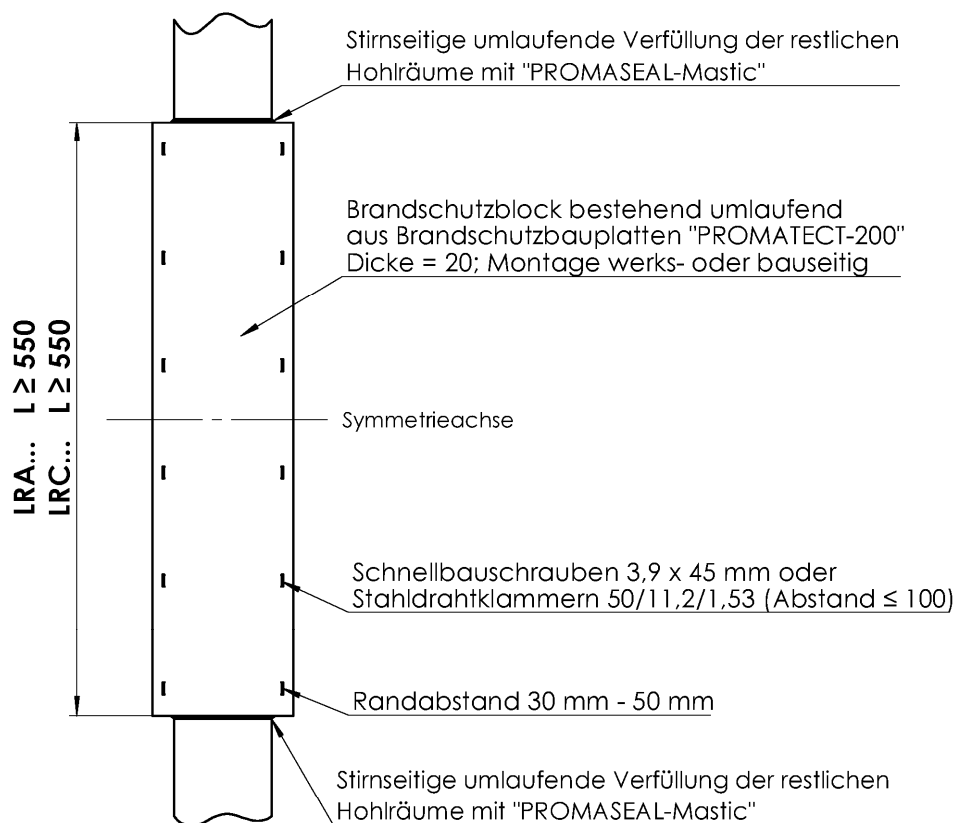 Stirnseitige umlaufende Verfüllung der restlichen
Hohlräume mit "PROMASEAL-Mastic"
Brandschutzblock bestehend umlaufend
aus Brandschutzbauplatten "PROMATECT-200"
Dicke = 20; Montage werks- oder bauseitig
LRA... L ≥ 550
LRC... L ≥ 550
Symmetrieachse
Schnellbauschrauben 3,9 x 45 mm oder
Stahldrahtklammern 50/11,2/1,53 (Abstand ≤ 100)
Randabstand 30 mm - 50 mm
Stirnseitige umlaufende Verfüllung der restlichen
Hohlräume mit "PROMASEAL-Mastic"